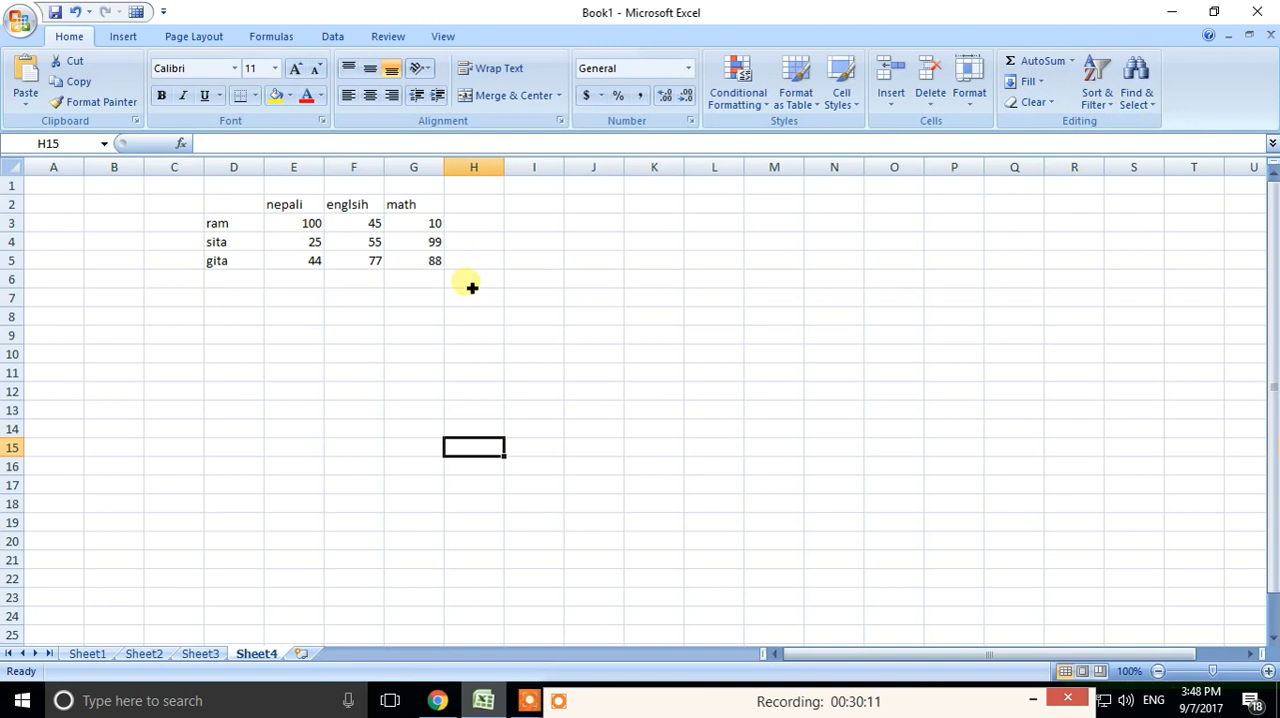 Book1 - Microsoft Excel
Home Insert Page Layout Formulas Data Review View
Paste
Cut
Copy
Format Painter
Clipboard
Calibri 11
B I U
Font
Wrap Text
Merge & Center
Alignment
General
$ % ,
Number
Conditional Formatting
Format as Table
Cell Styles
Styles
Insert Delete Format
Cells
Σ AutoSum
Fill
Clear
Sort & Filter
Find & Select
Editing
H15 fx
A B C D E F G H I J K L M N O P Q R S T U
1
2 nepali englsih math
3 ram 100 45 10
4 sita 25 55 99
5 gita 44 77 88
6
7
8
9
10
11
12
13
14
15
16
17
18
19
20
21
22
23
24
25
Sheet1 Sheet2 Sheet3 Sheet4
Ready 100%
Type here to search
Recording: 00:30:11
ENG
3:48 PM
9/7/2017
18